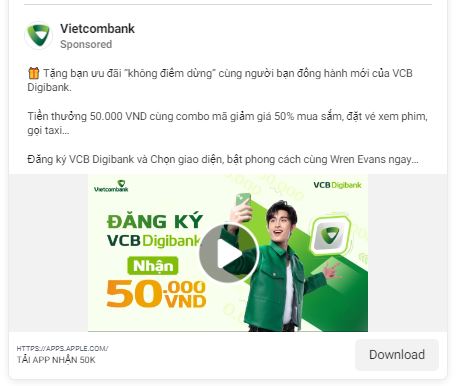 Vietcombank
Sponsored
🎁 Tặng bạn ưu đãi “không điểm dừng” cùng người bạn đồng hành mới của VCB
Digibank.
Tiền thưởng 50.000 VND cùng combo mã giảm giá 50% mua sắm, đặt vé xem phim,
gọi taxi...
Đăng ký VCB Digibank và Chọn giao diện, bật phong cách cùng Wren Evans ngay...
Vietcombank
VCB Digibank
ĐĂNG KÝ
VCB Digibank
Nhận
50.000
VND
HTTPS://APPS.APPLE.COM/
TẢI APP NHẬN 50K
Download